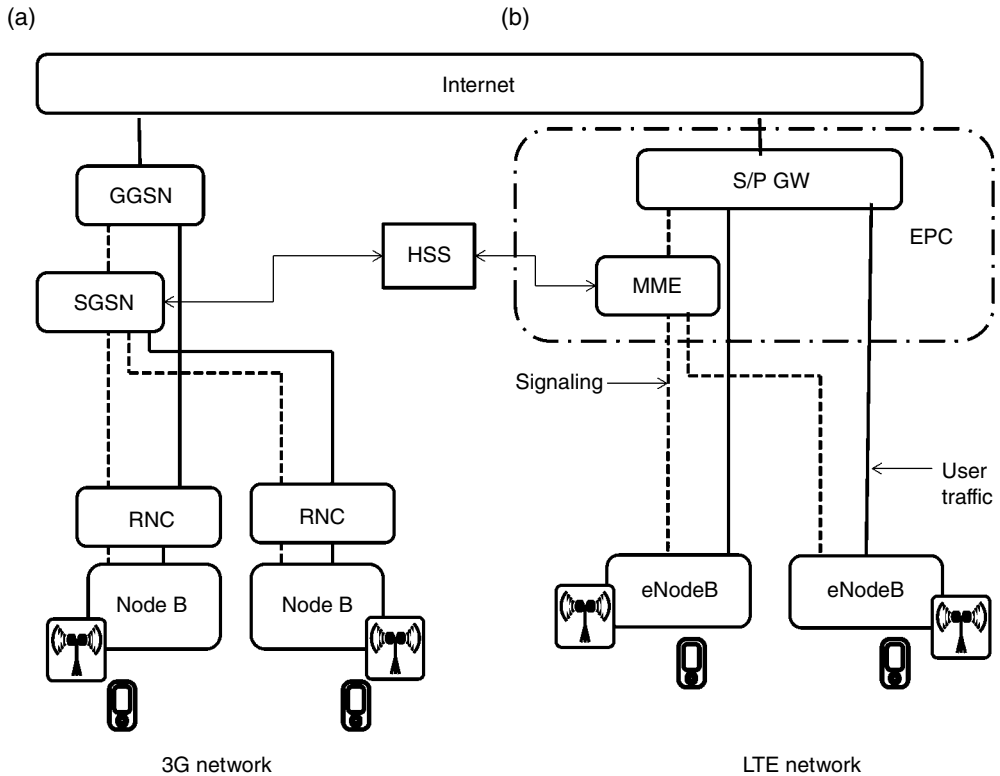 (a)
(b)
Internet
GGSN
S/P GW
EPC
HSS
SGSN
MME
Signaling
User
traffic
RNC
RNC
Node B
Node B
eNodeB
eNodeB
3G network
LTE network